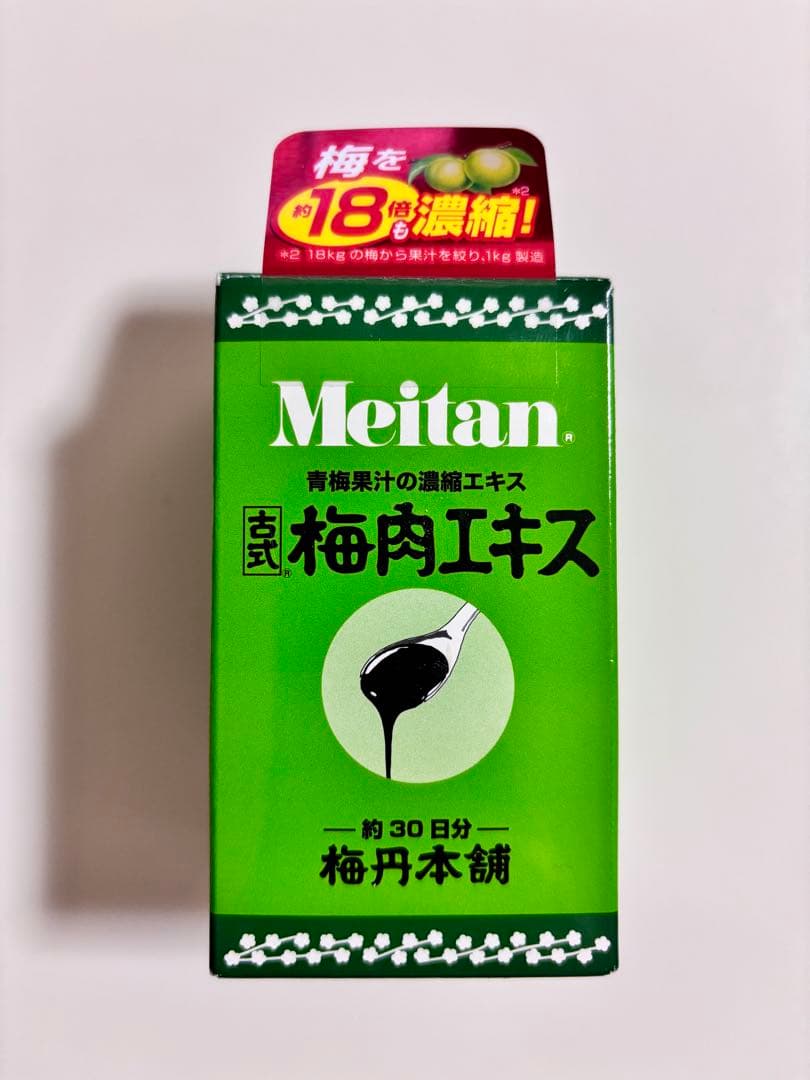 梅を
約18倍も濃縮!※2
※2 18kgの梅から果汁を絞り、1kg製造
Meitan®
青梅果汁の濃縮エキス
古式® 梅肉エキス
約30日分
梅丹本舗